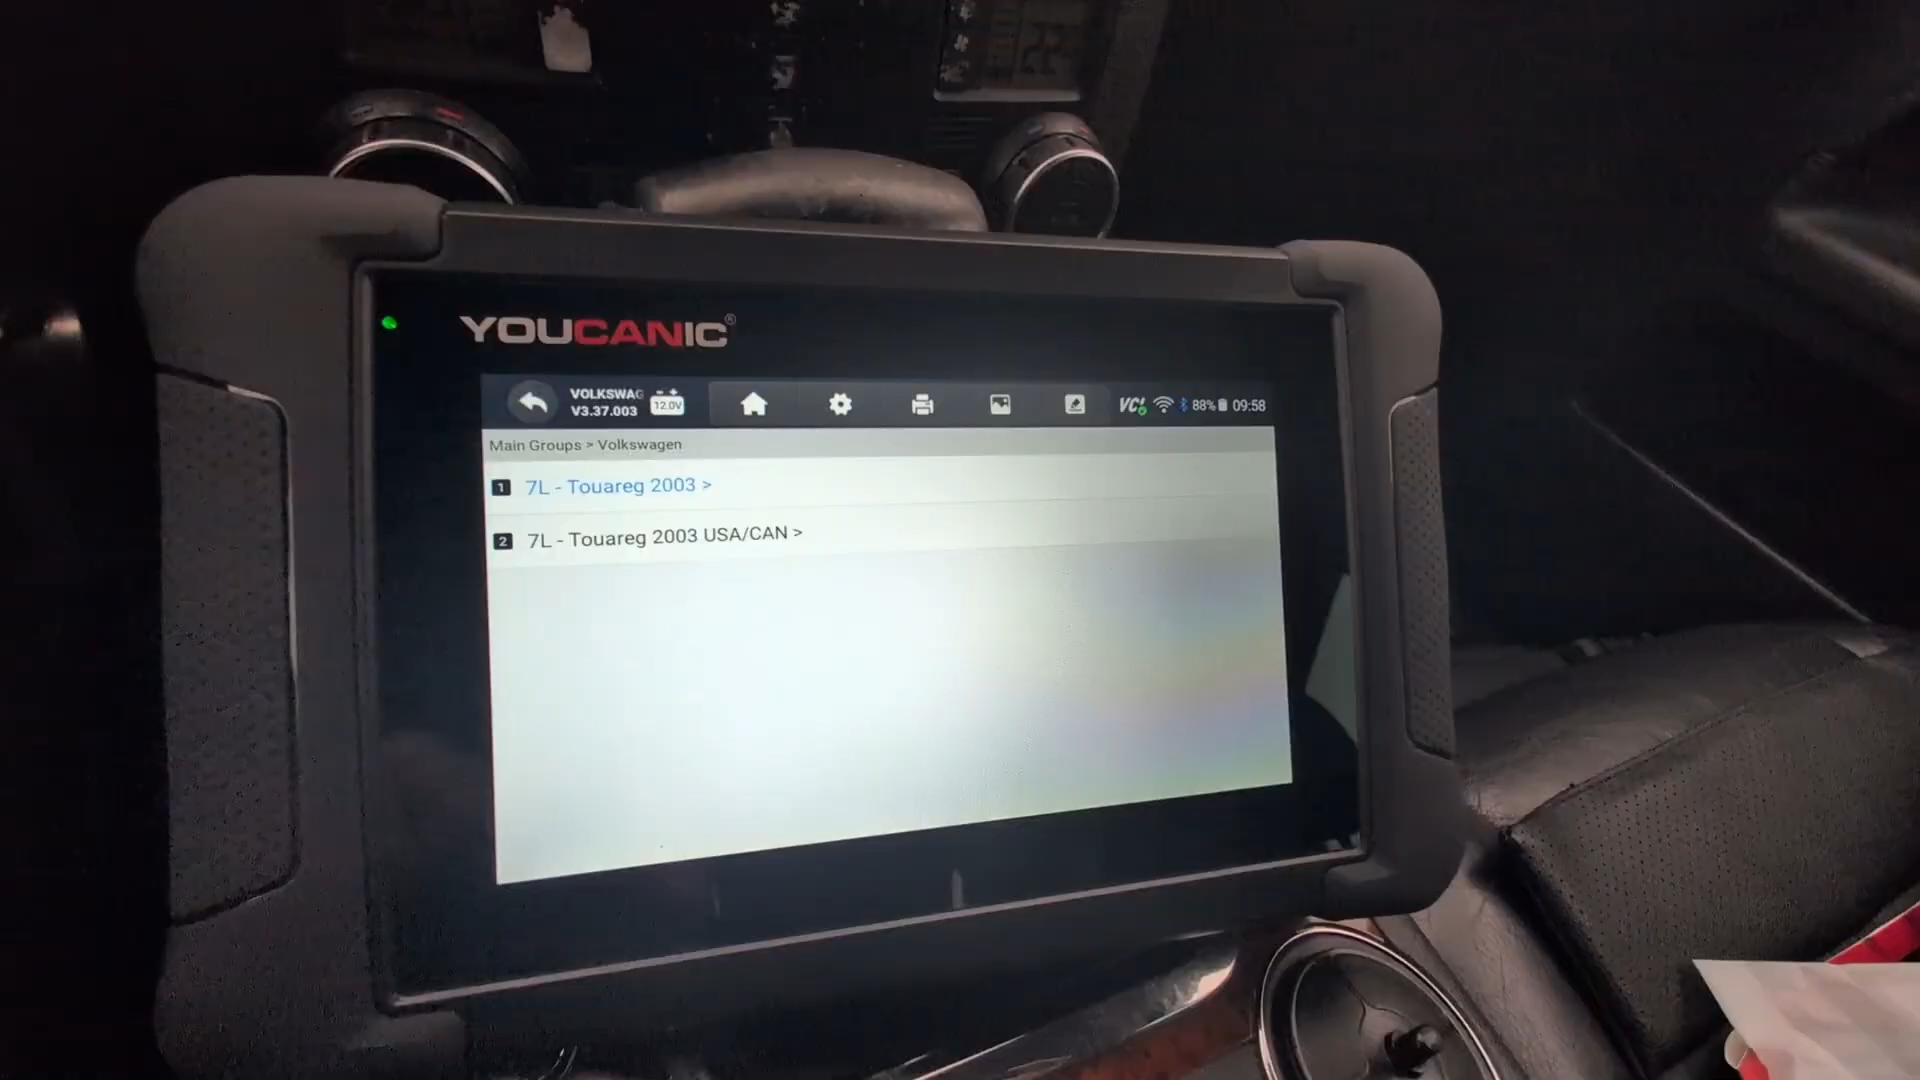 YOUCANIC®
VOLKSWAG
V3.37.003
12.0V
VCI
88%
09:58
Main Groups > Volkswagen
1 7L - Touareg 2003 >
2 7L - Touareg 2003 USA/CAN >